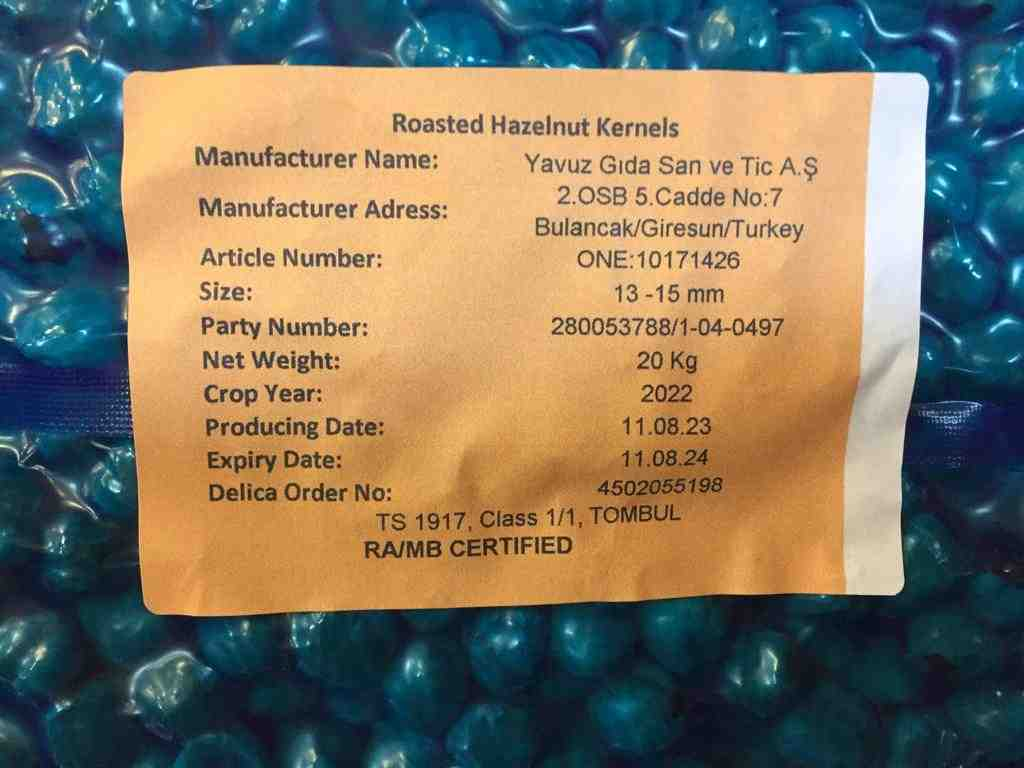 Roasted Hazelnut Kernels
Manufacturer Name: Yavuz Gıda San ve Tic A.Ş
Manufacturer Adress: 2.OSB 5.Cadde No:7
Bulancak/Giresun/Turkey
Article Number: ONE:10171426
Size: 13 -15 mm
Party Number: 280053788/1-04-0497
Net Weight: 20 Kg
Crop Year: 2022
Producing Date: 11.08.23
Expiry Date: 11.08.24
Delica Order No: 4502055198
TS 1917, Class 1/1, TOMBUL
RA/MB CERTIFIED